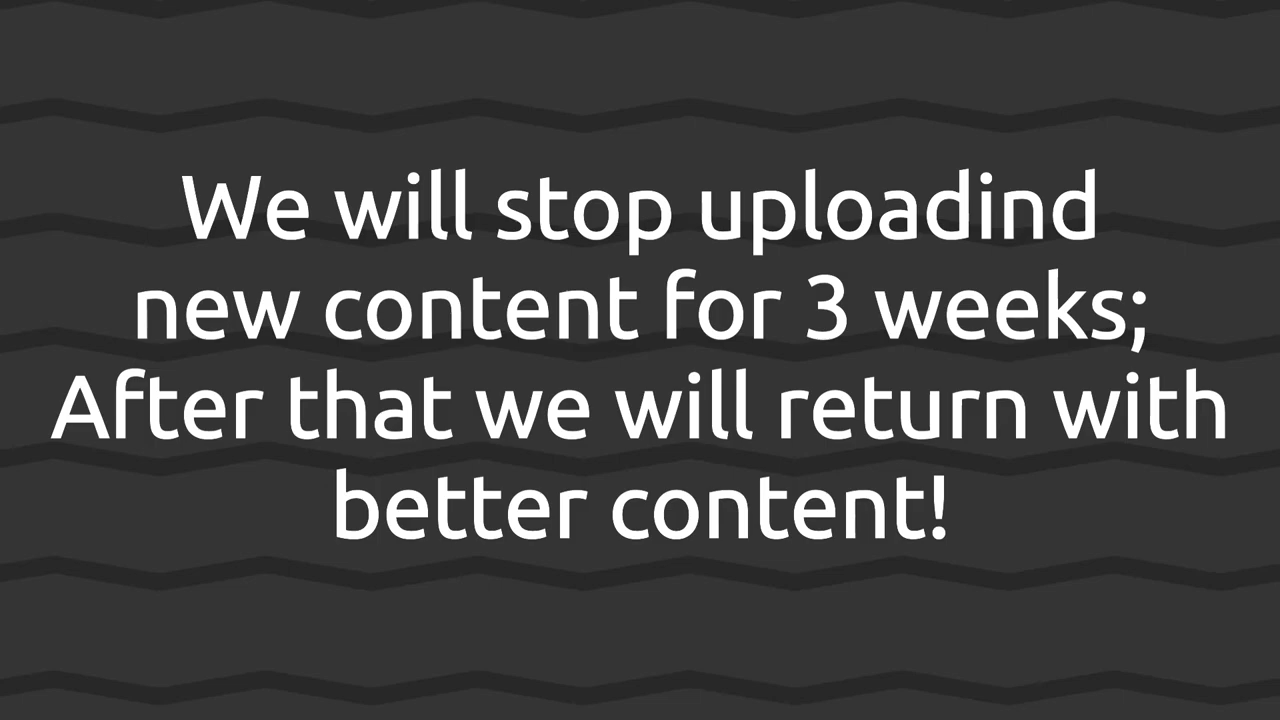 We will stop uploadind
new content for 3 weeks;
After that we will return with
better content!